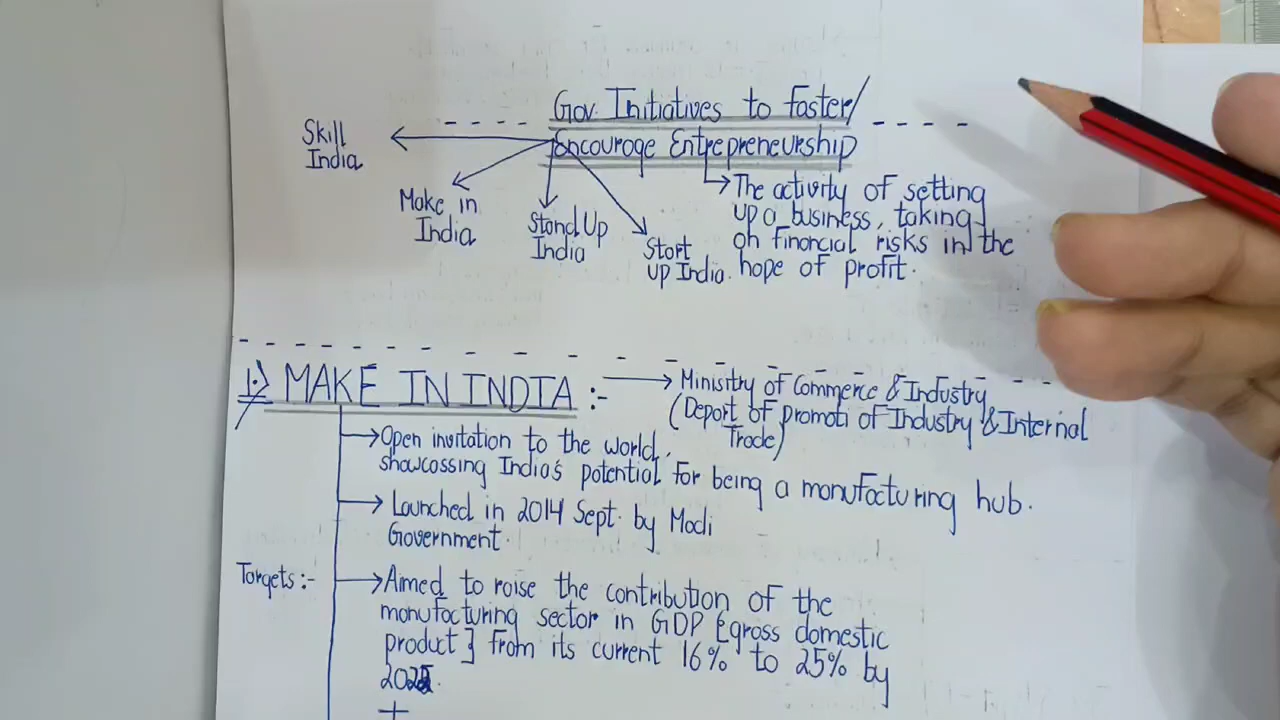 Gov. Initiatives to Foster/
Encourage Entrepreneurship
Skill
India
Make in
India
Stand Up
India
Start
up India.
The activity of setting
up a business, taking
on financial risks in the
hope of profit.
1.) MAKE IN INDIA :-
Ministry of Commerce & Industry
(Depart of promoti of Industry & Internal
Trade)
Open invitation to the world,
showcassing India's potential for being a manufacturing hub.
Launched in 2014 Sept. by Modi
Government.
Targets:-
Aimed to raise the contribution of the
manufacturing sector in GDP [gross domestic
product] from its current 16% to 25% by